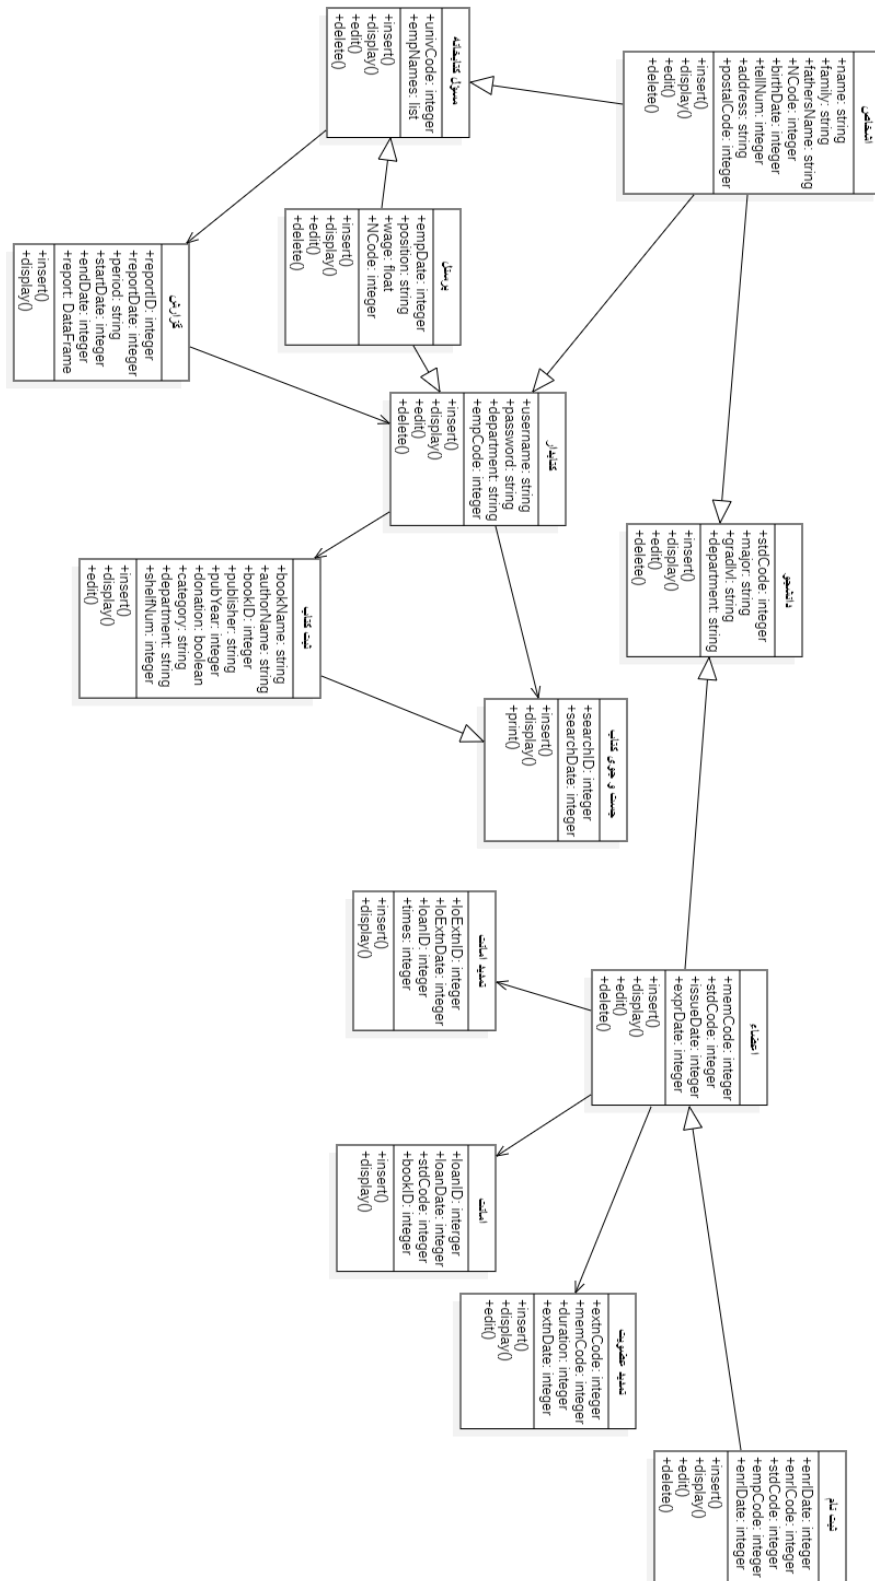 اشخاص
+name: string
+family: string
+fathersName: string
+NCode: integer
+birthDate: integer
+tellNum: integer
+address: string
+postalCode: integer
+insert()
+display()
+edit()
+delete()
مسول کتابخانه
+univCode: integer
+empNames: list
+insert()
+display()
+edit()
+delete()
پرسنل
+empDate: integer
+position: string
+wage: float
+NCode: integer
+insert()
+display()
+edit()
+delete()
گزارش
+reportID: integer
+reportDate: integer
+period: string
+startDate: integer
+endDate: integer
+report: DataFrame
+insert()
+display()
کتابدار
+username: string
+password: string
+department: string
+empCode: integer
+insert()
+display()
+edit()
+delete()
دانشجو
+stdCode: integer
+major: string
+gradlvl: string
+department: string
+insert()
+display()
+edit()
+delete()
ثبت کتاب
+bookName: string
+authorName: string
+bookID: integer
+publisher: string
+pubYear: integer
+donation: boolean
+category: string
+department: string
+shelfNum: integer
+insert()
+display()
+edit()
جست و جوی کتاب
+searchID: integer
+searchDate: integer
+insert()
+display()
+print()
اعضاء
+memCode: integer
+stdCode: integer
+issueDate: integer
+exprDate: integer
+insert()
+display()
+edit()
+delete()
تمدید امانت
+loExtnID: integer
+loExtnDate: integer
+loanID: integer
+times: integer
+insert()
+display()
امانت
+loanID: interger
+loanDate: integer
+stdCode: integer
+bookID: integer
+insert()
+display()
تمدید عضویت
+extnCode: integer
+memCode: integer
+duration: integer
+extnDate: integer
+insert()
+display()
+edit()
ثبت نام
+enrlDate: integer
+enrlCode: integer
+stdCode: integer
+empCode: integer
+enrlDate: integer
+insert()
+display()
+edit()
+delete()